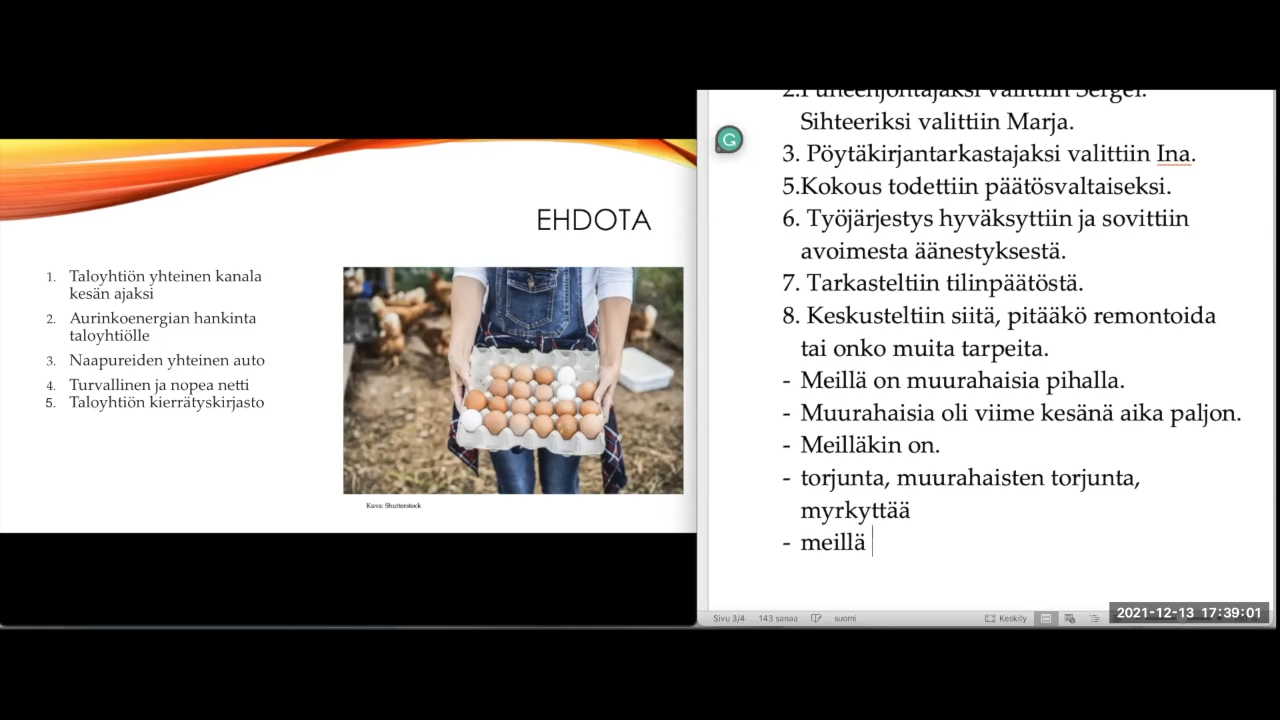 EHDOTA
1. Taloyhtiön yhteinen kanala
kesän ajaksi
2. Aurinkoenergian hankinta
taloyhtiölle
3. Naapureiden yhteinen auto
4. Turvallinen ja nopea netti
5. Taloyhtiön kierrätyskirjasto
Kuva: Shutterstock
2.Puheenjohtajaksi valittiin Sergei.
Sihteeriksi valittiin Marja.
3. Pöytäkirjantarkastajaksi valittiin Ina.
5.Kokous todettiin päätösvaltaiseksi.
6. Työjärjestys hyväksyttiin ja sovittiin
avoimesta äänestyksestä.
7. Tarkasteltiin tilinpäätöstä.
8. Keskusteltiin siitä, pitääkö remontoida
tai onko muita tarpeita.
- Meillä on muurahaisia pihalla.
- Muurahaisia oli viime kesänä aika paljon.
- Meilläkin on.
- torjunta, muurahaisten torjunta,
myrkyttää
- meillä
Sivu 3/4 143 sanaa suomi Keskity
2021-12-13 17:39:01